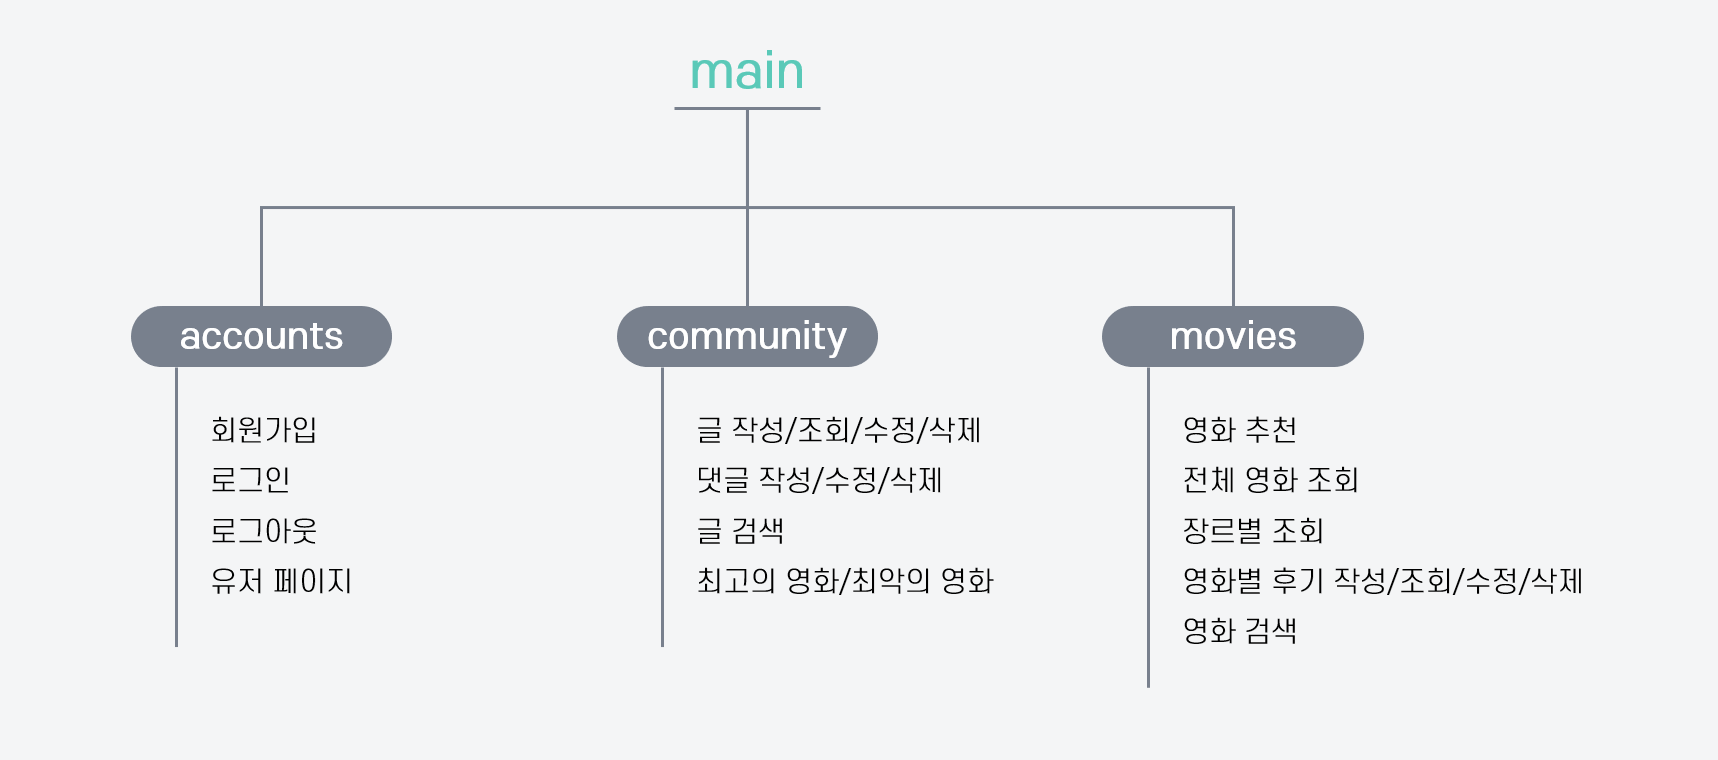 main
accounts
회원가입
로그인
로그아웃
유저 페이지
community
글 작성/조회/수정/삭제
댓글 작성/수정/삭제
글 검색
최고의 영화/최악의 영화
movies
영화 추천
전체 영화 조회
장르별 조회
영화별 후기 작성/조회/수정/삭제
영화 검색